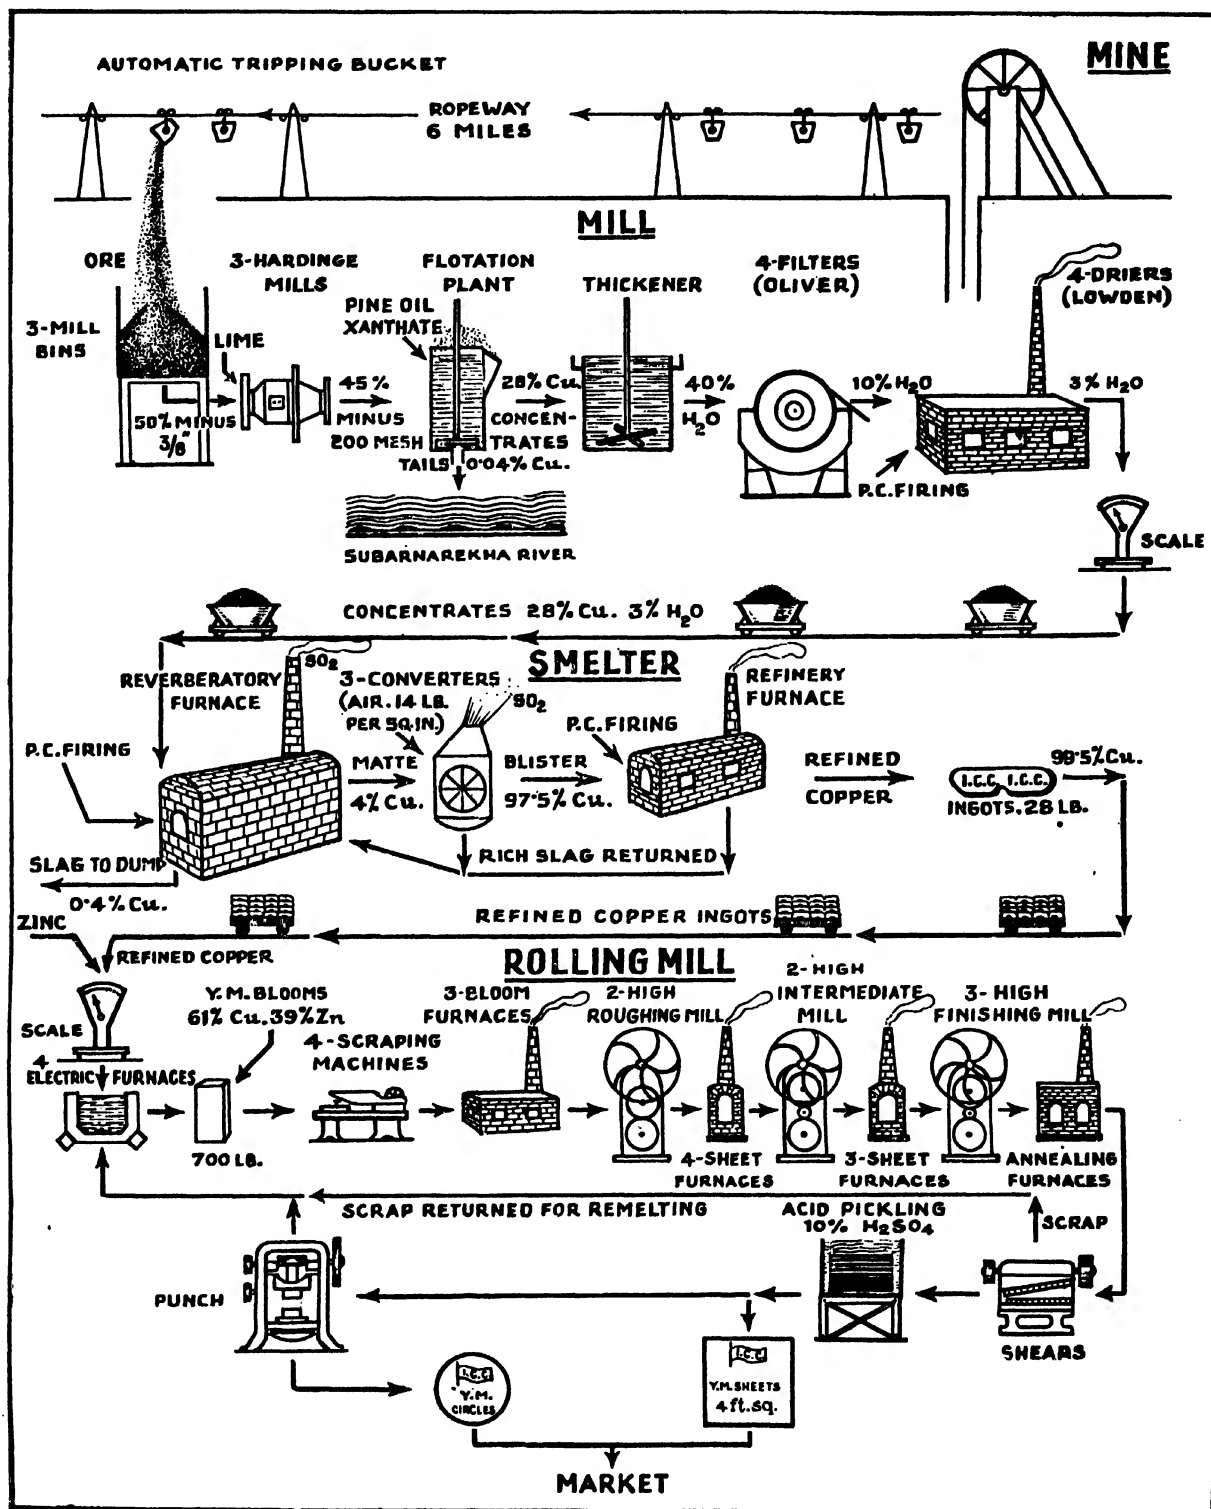 MINE
AUTOMATIC TRIPPING BUCKET
ROPEWAY
6 MILES
MILL
ORE
3-MILL
BINS
50% MINUS
3/8"
LIME
3-HARDINGE
MILLS
45%
MINUS
200 MESH
FLOTATION
PLANT
PINE OIL
XANTHATE
TAILS 0·04% Cu.
SUBARNAREKHA RIVER
28% Cu.
CONCEN-
TRATES
THICKENER
40%
H2O
4-FILTERS
(OLIVER)
10% H2O
P.C. FIRING
4-DRIERS
(LOWDEN)
3% H2O
SCALE
CONCENTRATES 28% Cu. 3% H2O
SMELTER
REVERBERATORY
FURNACE
SO2
P.C. FIRING
SLAG TO DUMP
0·4% Cu.
MATTE
4% Cu.
3-CONVERTERS
(AIR. 14 LB.
PER SQ.IN.)
SO2
BLISTER
97·5% Cu.
P.C. FIRING
REFINERY
FURNACE
RICH SLAG RETURNED
REFINED
COPPER
I.C.C. I.C.C.
INGOTS. 28 LB.
99·5% Cu.
REFINED COPPER INGOTS
ROLLING MILL
ZINC
REFINED COPPER
SCALE
4
ELECTRIC FURNACES
Y.M. BLOOMS
61% Cu. 39% Zn
700 LB.
4-SCRAPING
MACHINES
3-BLOOM
FURNACES
2-HIGH
ROUGHING MILL
4-SHEET
FURNACES
2-HIGH
INTERMEDIATE
MILL
3-SHEET
FURNACES
3-HIGH
FINISHING MILL
ANNEALING
FURNACES
SCRAP RETURNED FOR REMELTING
SCRAP
SHEARS
ACID PICKLING
10% H2SO4
PUNCH
I.C.C.
Y.M.
CIRCLES
I.C.C.
Y.M. SHEETS
4 ft. sq.
MARKET